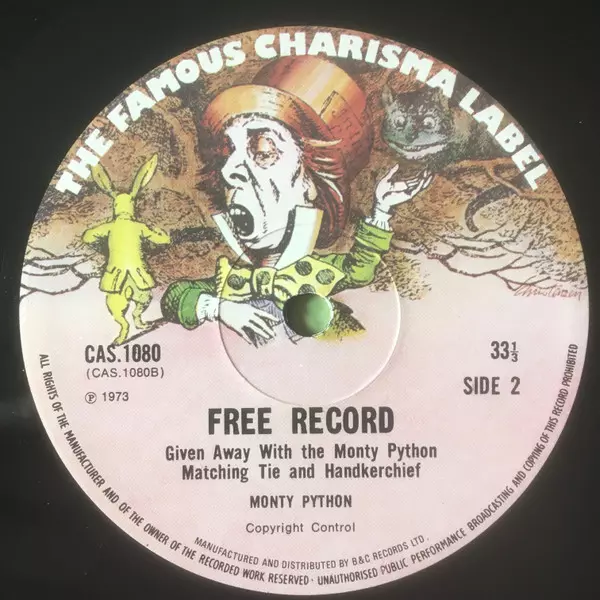 THE FAMOUS CHARISMA LABEL
CAS.1080
(CAS.1080B)
℗ 1973
33⅓
SIDE 2
FREE RECORD
Given Away With the Monty Python
Matching Tie and Handkerchief
MONTY PYTHON
Copyright Control
MANUFACTURED AND DISTRIBUTED BY B&C RECORDS LTD.
ALL RIGHTS OF THE MANUFACTURER AND OF THE OWNER OF THE RECORDED WORK RESERVED · UNAUTHORISED PUBLIC PERFORMANCE BROADCASTING AND COPYING OF THIS RECORD PROHIBITED